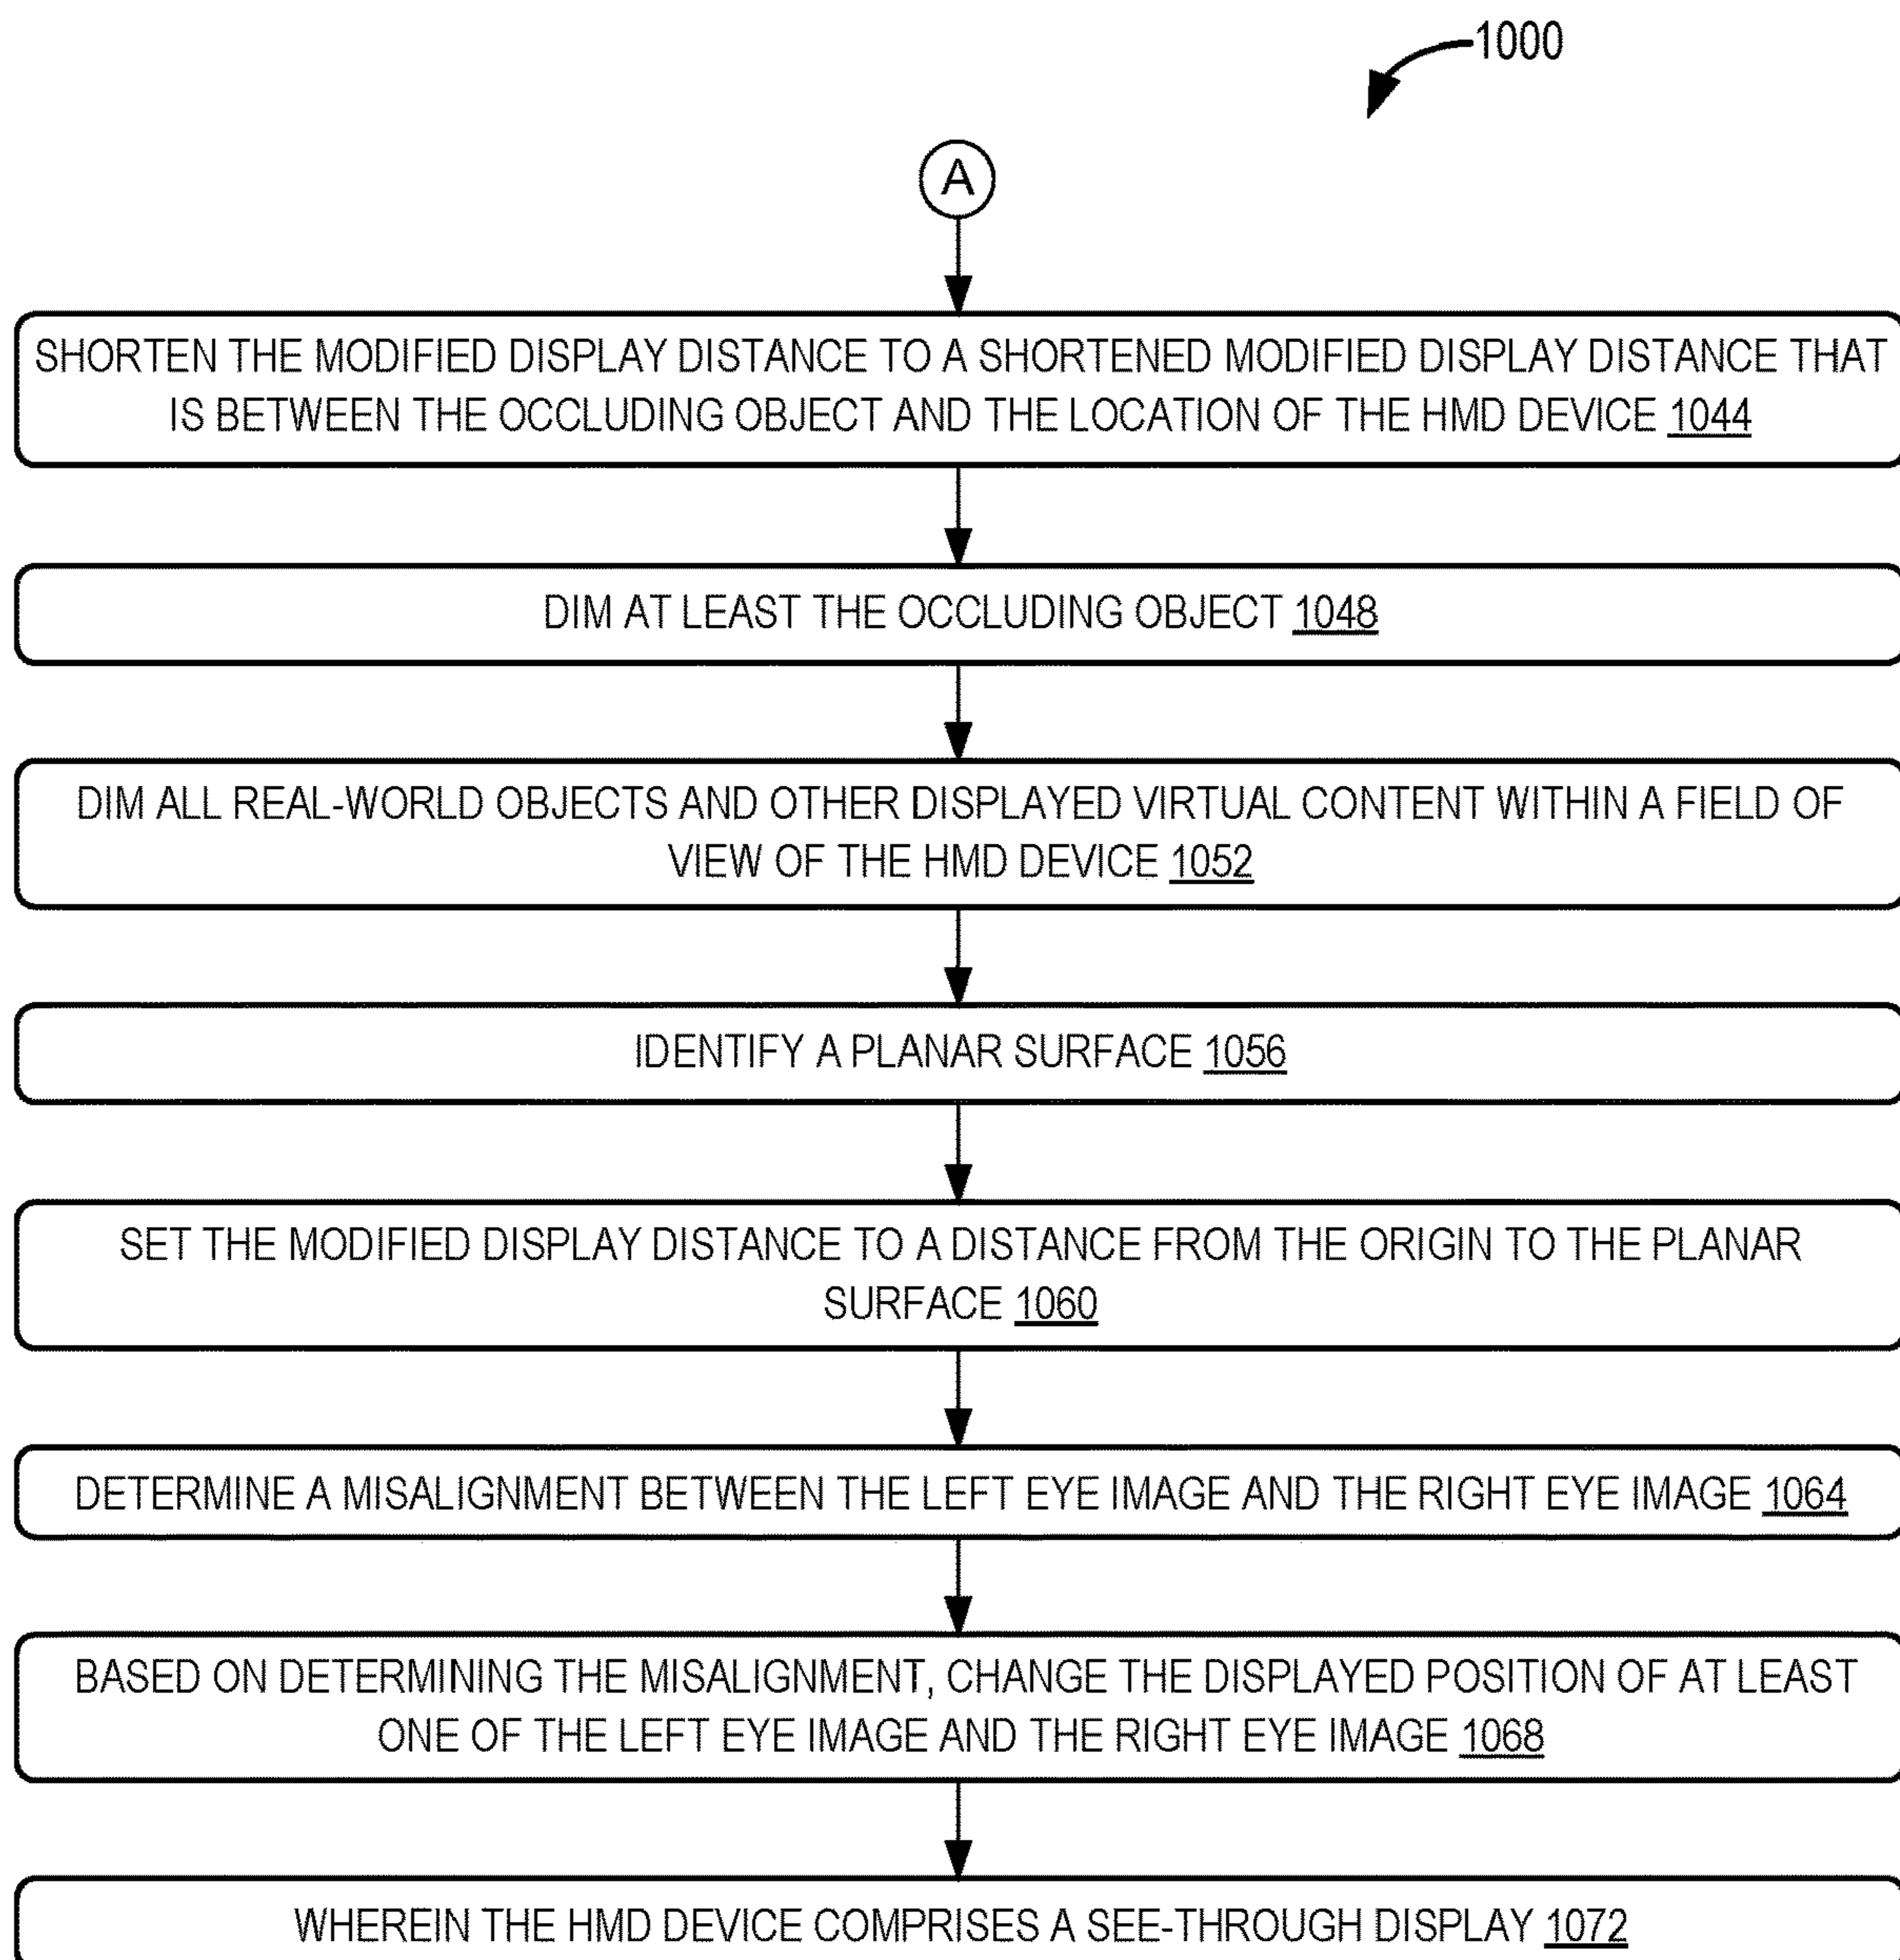 1000
A
SHORTEN THE MODIFIED DISPLAY DISTANCE TO A SHORTENED MODIFIED DISPLAY DISTANCE THAT
IS BETWEEN THE OCCLUDING OBJECT AND THE LOCATION OF THE HMD DEVICE 1044
DIM AT LEAST THE OCCLUDING OBJECT 1048
DIM ALL REAL-WORLD OBJECTS AND OTHER DISPLAYED VIRTUAL CONTENT WITHIN A FIELD OF
VIEW OF THE HMD DEVICE 1052
IDENTIFY A PLANAR SURFACE 1056
SET THE MODIFIED DISPLAY DISTANCE TO A DISTANCE FROM THE ORIGIN TO THE PLANAR
SURFACE 1060
DETERMINE A MISALIGNMENT BETWEEN THE LEFT EYE IMAGE AND THE RIGHT EYE IMAGE 1064
BASED ON DETERMINING THE MISALIGNMENT, CHANGE THE DISPLAYED POSITION OF AT LEAST
ONE OF THE LEFT EYE IMAGE AND THE RIGHT EYE IMAGE 1068
WHEREIN THE HMD DEVICE COMPRISES A SEE-THROUGH DISPLAY 1072